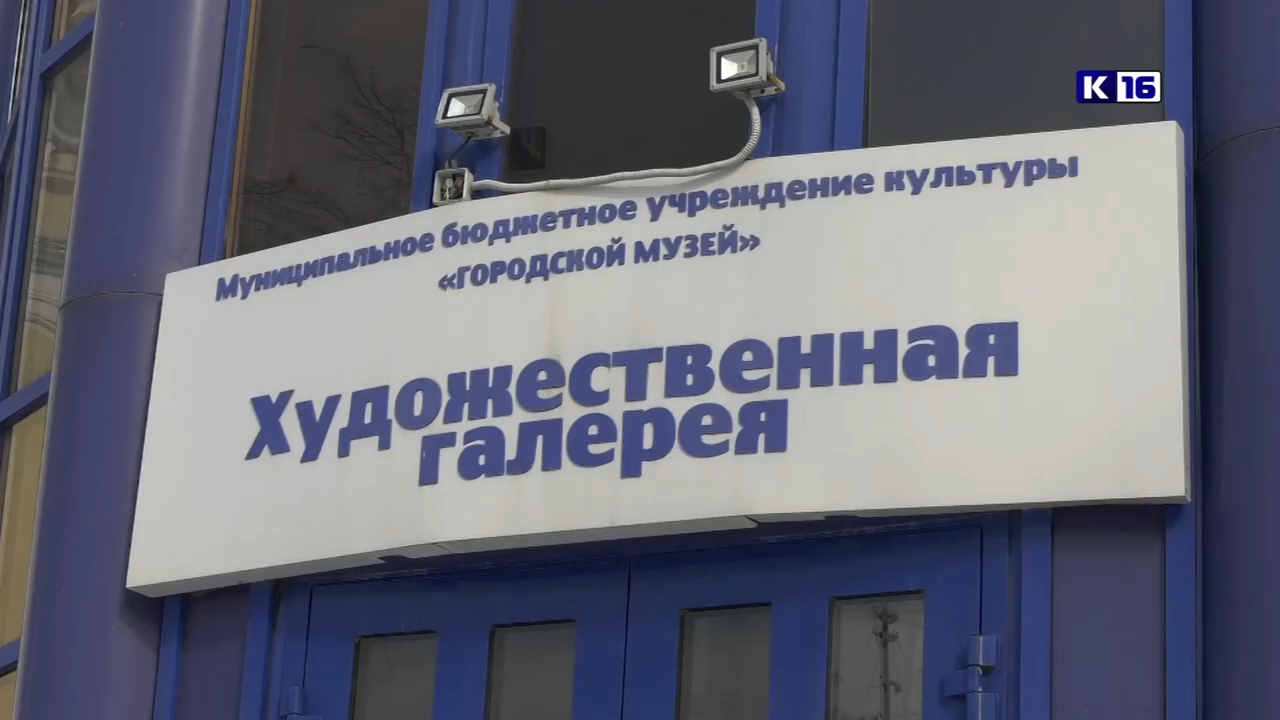 К 16
Муниципальное бюджетное учреждение культуры
«ГОРОДСКОЙ МУЗЕЙ»
Художественная
галерея